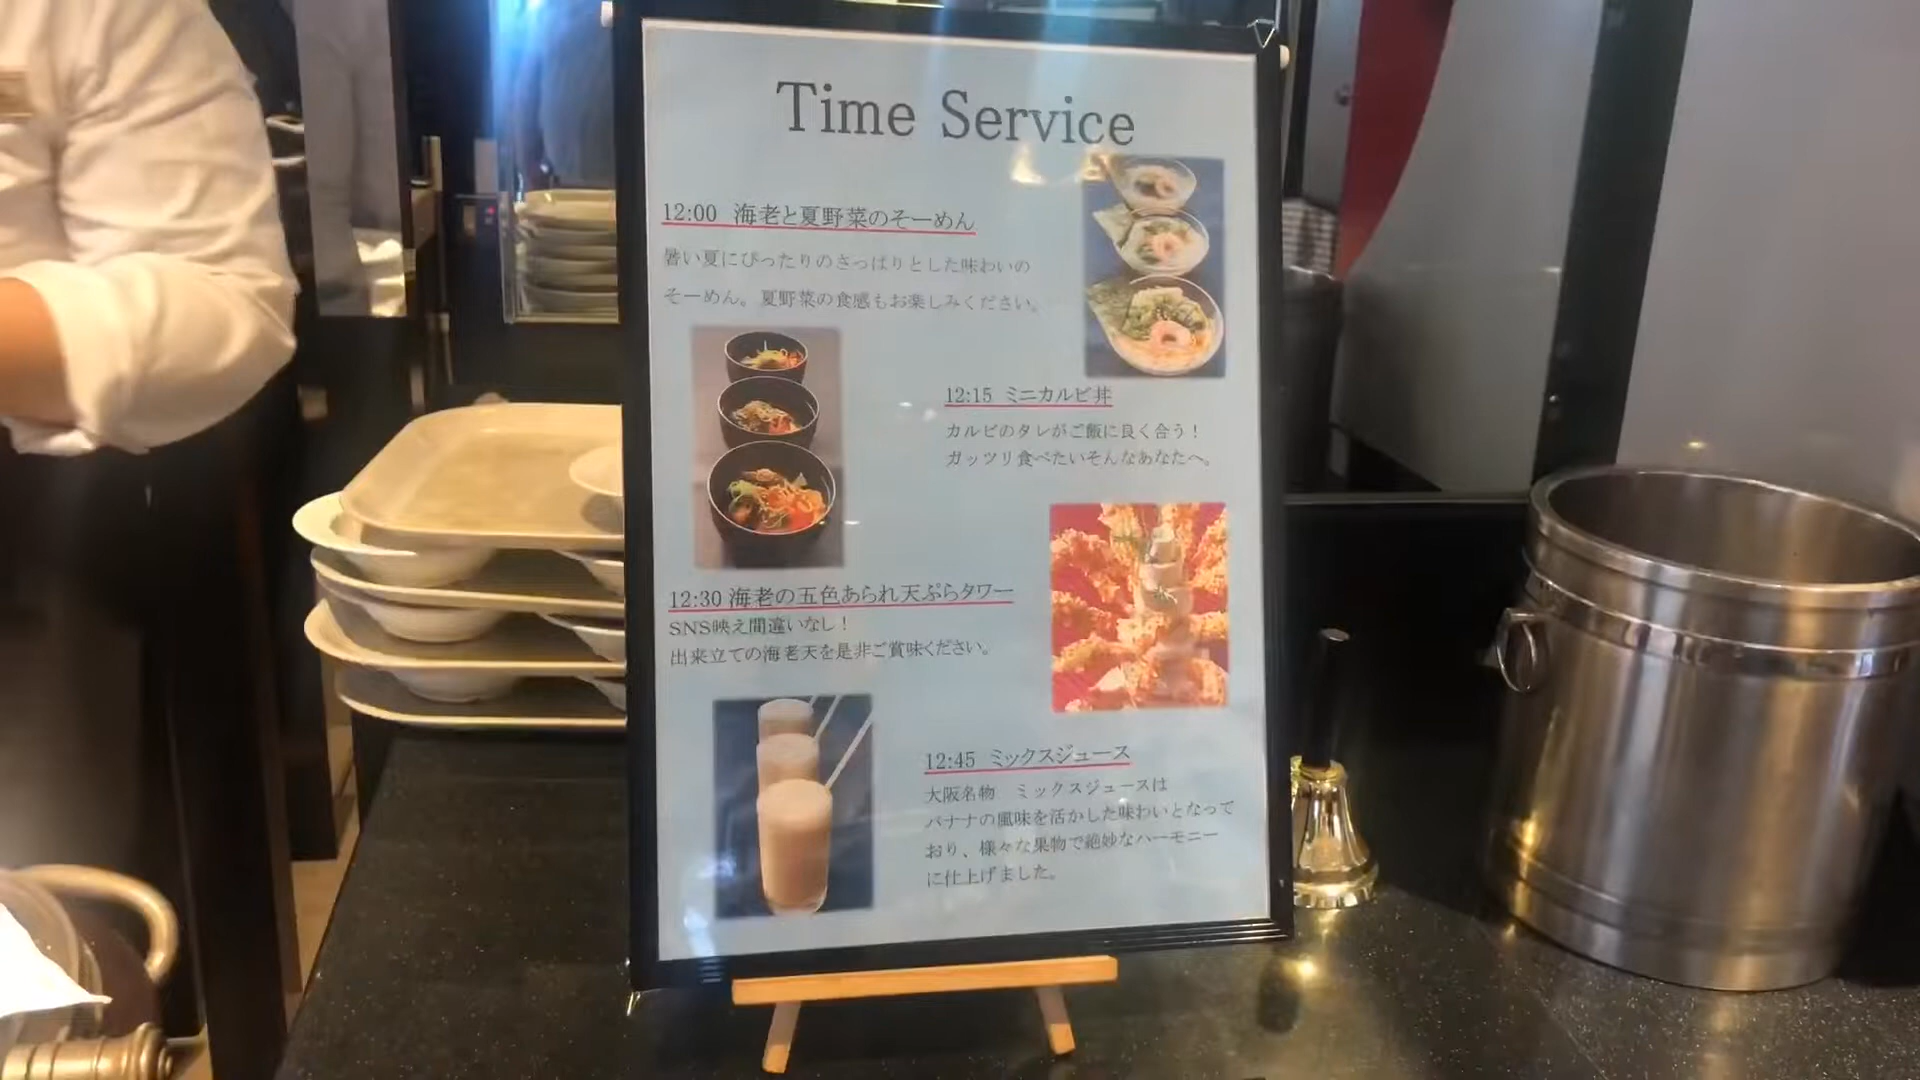 Time Service
12:00 海老と夏野菜のそーめん
暑い夏にぴったりのさっぱりとした味わいの
そーめん。夏野菜の食感もお楽しみください。
12:15 ミニカルビ丼
カルビのタレがご飯に良く合う！
ガッツリ食べたいそんなあなたへ。
12:30 海老の五色あられ天ぷらタワー
SNS映え間違いなし！
出来立ての海老天を是非ご賞味ください。
12:45 ミックスジュース
大阪名物　ミックスジュースは
バナナの風味を活かした味わいとなって
おり、様々な果物で絶妙なハーモニー
に仕上げました。